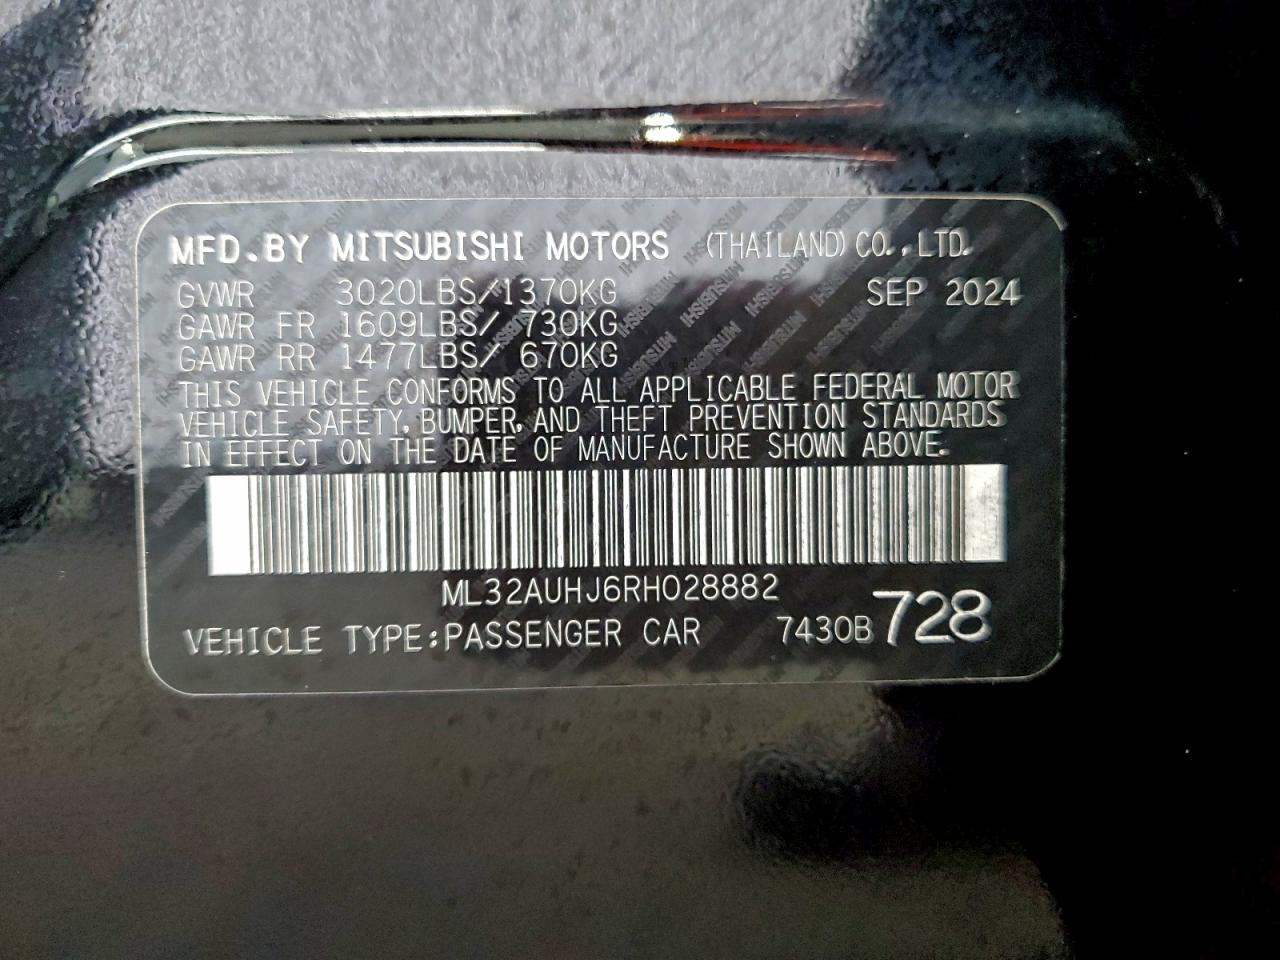 MFD.BY MITSUBISHI MOTORS (THAILAND) CO., LTD.
GVWR 3020LBS/1370KG SEP 2024
GAWR FR 1609LBS/ 730KG
GAWR RR 1477LBS/ 670KG
THIS VEHICLE CONFORMS TO ALL APPLICABLE FEDERAL MOTOR
VEHICLE SAFETY, BUMPER, AND THEFT PREVENTION STANDARDS
IN EFFECT ON THE DATE OF MANUFACTURE SHOWN ABOVE.
ML32AUHJ6RH028882
VEHICLE TYPE:PASSENGER CAR 7430B 728